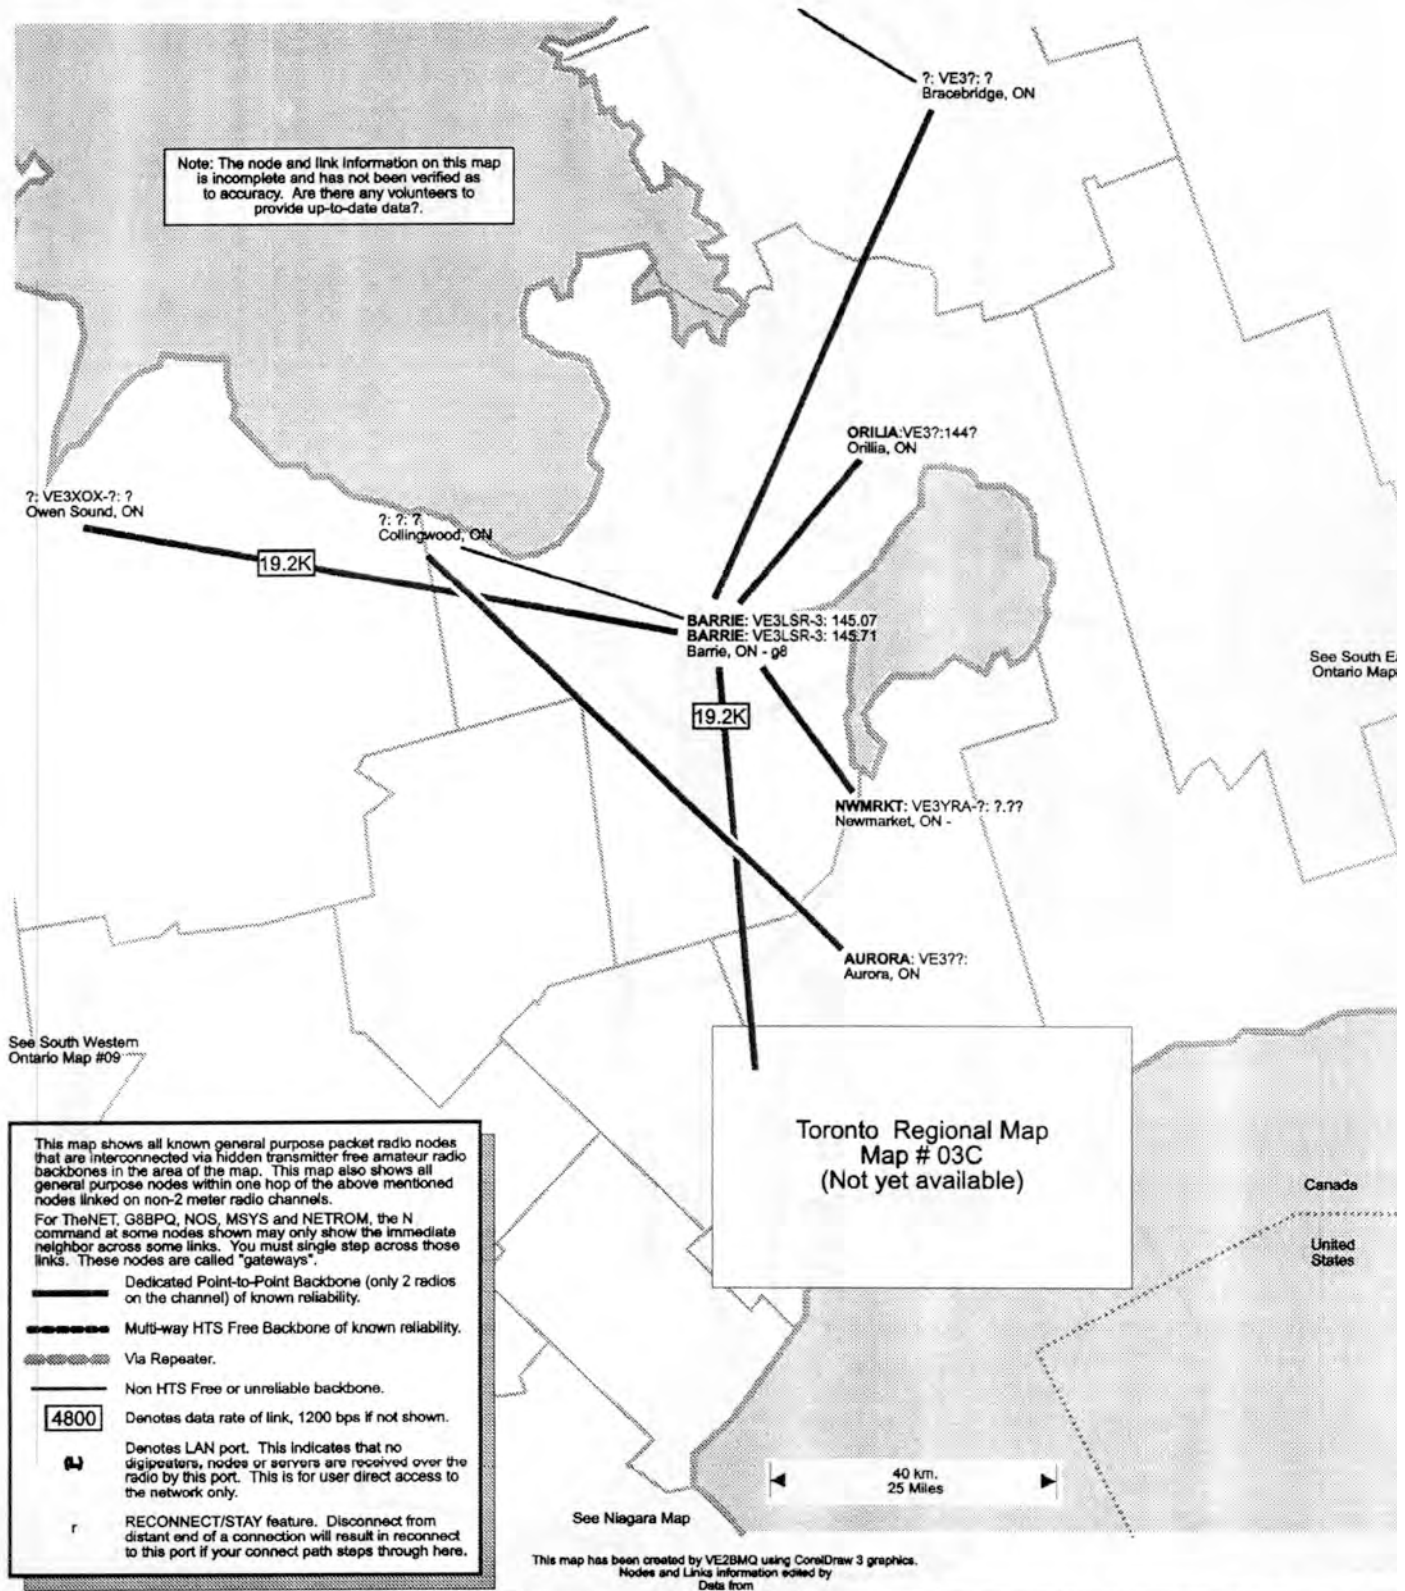 ?: VE3?: ?
Bracebridge, ON
Note: The node and link information on this map
is incomplete and has not been verified as
to accuracy. Are there any volunteers to
provide up-to-date data?.
ORILIA:VE3?:144?
Orillia, ON
?: VE3XOX-?: ?
Owen Sound, ON
?: ?: ?
Collingwood, ON
19.2K
BARRIE: VE3LSR-3: 145.07
BARRIE: VE3LSR-3: 145.71
Barrie, ON - g8
See South
Ontario Map
19.2K
NWMRKT: VE3YRA-?: ?.??
Newmarket, ON -
AURORA: VE3??:
Aurora, ON
See South Western
Ontario Map #09
Toronto Regional Map
Map # 03C
(Not yet available)
Canada
United
States
This map shows all known general purpose packet radio nodes
that are interconnected via hidden transmitter free amateur radio
backbones in the area of the map. This map also shows all
general purpose nodes within one hop of the above mentioned
nodes linked on non-2 meter radio channels.
For TheNET, G8BPQ, NOS, MSYS and NETROM, the N
command at some nodes shown may only show the immediate
neighbor across some links. You must single step across those
links. These nodes are called "gateways".
Dedicated Point-to-Point Backbone (only 2 radios
on the channel) of known reliability.
Multi-way HTS Free Backbone of known reliability.
Via Repeater.
Non HTS Free or unreliable backbone.
4800
Denotes data rate of link, 1200 bps if not shown.
(L)
Denotes LAN port. This indicates that no
digipeaters, nodes or servers are received over the
radio by this port. This is for user direct access to
the network only.
r
RECONNECT/STAY feature. Disconnect from
distant end of a connection will result in reconnect
to this port if your connect path steps through here.
40 km.
25 Miles
See Niagara Map
This map has been created by VE2BMQ using CorelDraw 3 graphics.
Nodes and Links information edited by
Data from